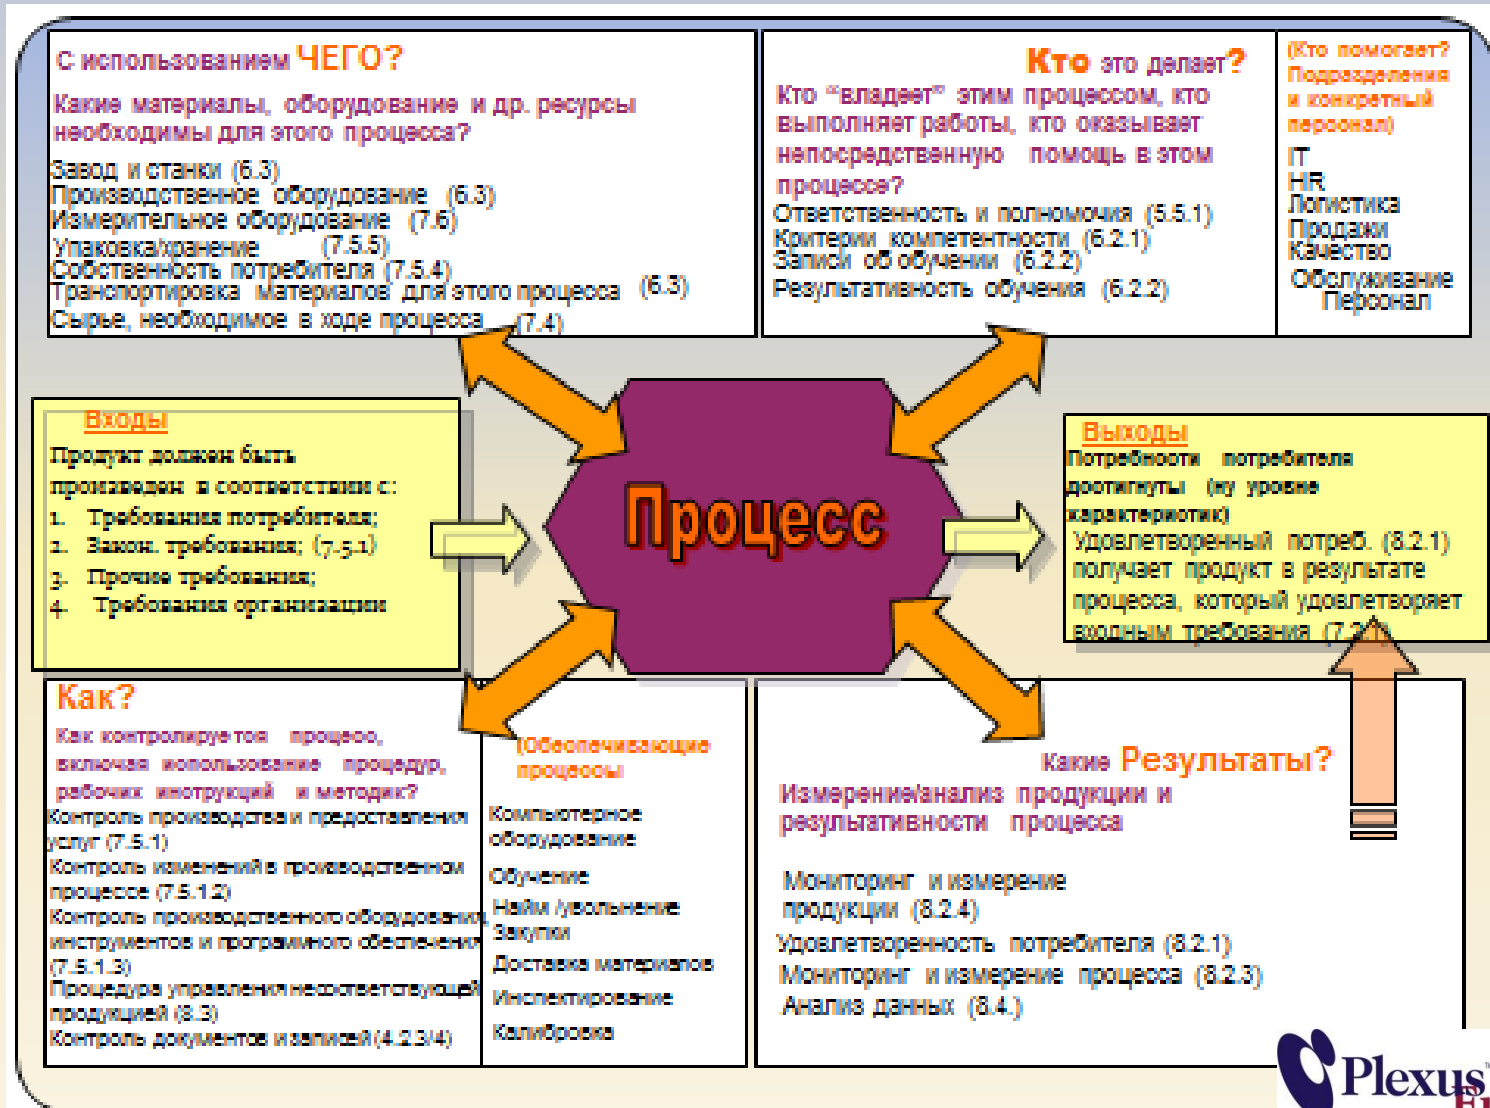 С использованием ЧЕГО?
Какие материалы, оборудование и др. ресурсы
необходимы для этого процесса?
Завод и станки (6.3)
Производственное оборудование (6.3)
Измерительное оборудование (7.6)
Упаковка/хранение (7.5.5)
Собственность потребителя (7.5.4)
Транспортировка материалов для этого процесса (6.3)
Сырье, необходимое в ходе процесса (7.4)
Кто это делает?
Кто “владеет” этим процессом, кто
выполняет работы, кто оказывает
непосредственную помощь в этом
процессе?
Ответственность и полномочия (5.5.1)
Критерии компетентности (6.2.1)
Записи об обучении (6.2.2)
Результативность обучения (6.2.2)
(Кто помогает?
Подразделения
и конкретный
персонал)
IT
HR
Логистика
Продажи
Качество
Обслуживание
Персонал
Входы
Продукт должен быть
произведен в соответствии с:
1. Требования потребителя;
2. Закон. требования; (7.5.1)
3. Прочие требования;
4. Требования организации
Процесс
Выходы
Потребности потребителя
достигнуты (ну уровне
характеристик)
Удовлетворенный потреб. (8.2.1)
получает продукт в результате
процесса, который удовлетворяет
входным требования (7.2.1)
Как?
Как контролируется процесс,
включая использование процедур,
рабочих инструкций и методик?
Контроль производства и предоставления
услуг (7.5.1)
Контроль изменений в производственном
процессе (7.5.1.2)
Контроль производственного оборудования,
инструментов и программного обеспечения
(7.5.1.3)
Процедура управления несоответствующей
продукцией (8.3)
Контроль документов и записей (4.2.3/4)
(Обеспечивающие
процессы
Компьютерное
оборудование
Обучение
Найм /увольнение
Закупки
Доставка материалов
Инспектирование
Калибровка
Какие Результаты?
Измерение/анализ продукции и
результативности процесса
Мониторинг и измерение
продукции (8.2.4)
Удовлетворенность потребителя (8.2.1)
Мониторинг и измерение процесса (8.2.3)
Анализ данных (8.4.)
Plexus